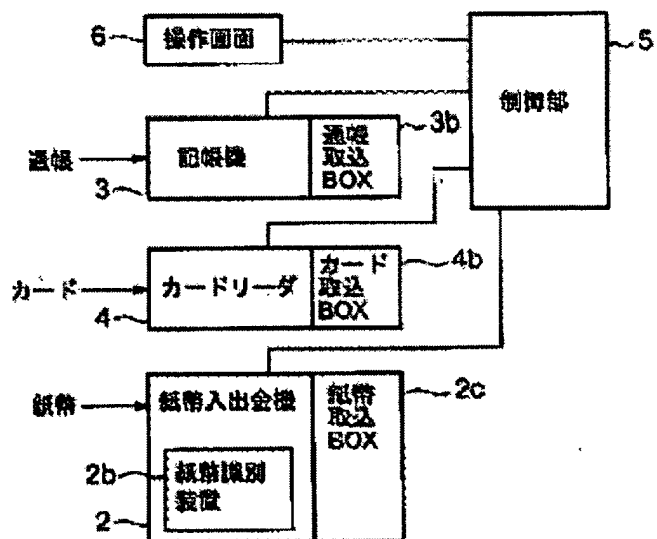 6
操作画面
5
制御部
通帳
記帳機
3
通帳
取込
BOX
3b
カード
カードリーダ
4
カード
取込
BOX
4b
紙幣
紙幣入出金機
2b
紙幣識別
装置
2
紙幣
取込
BOX
2c